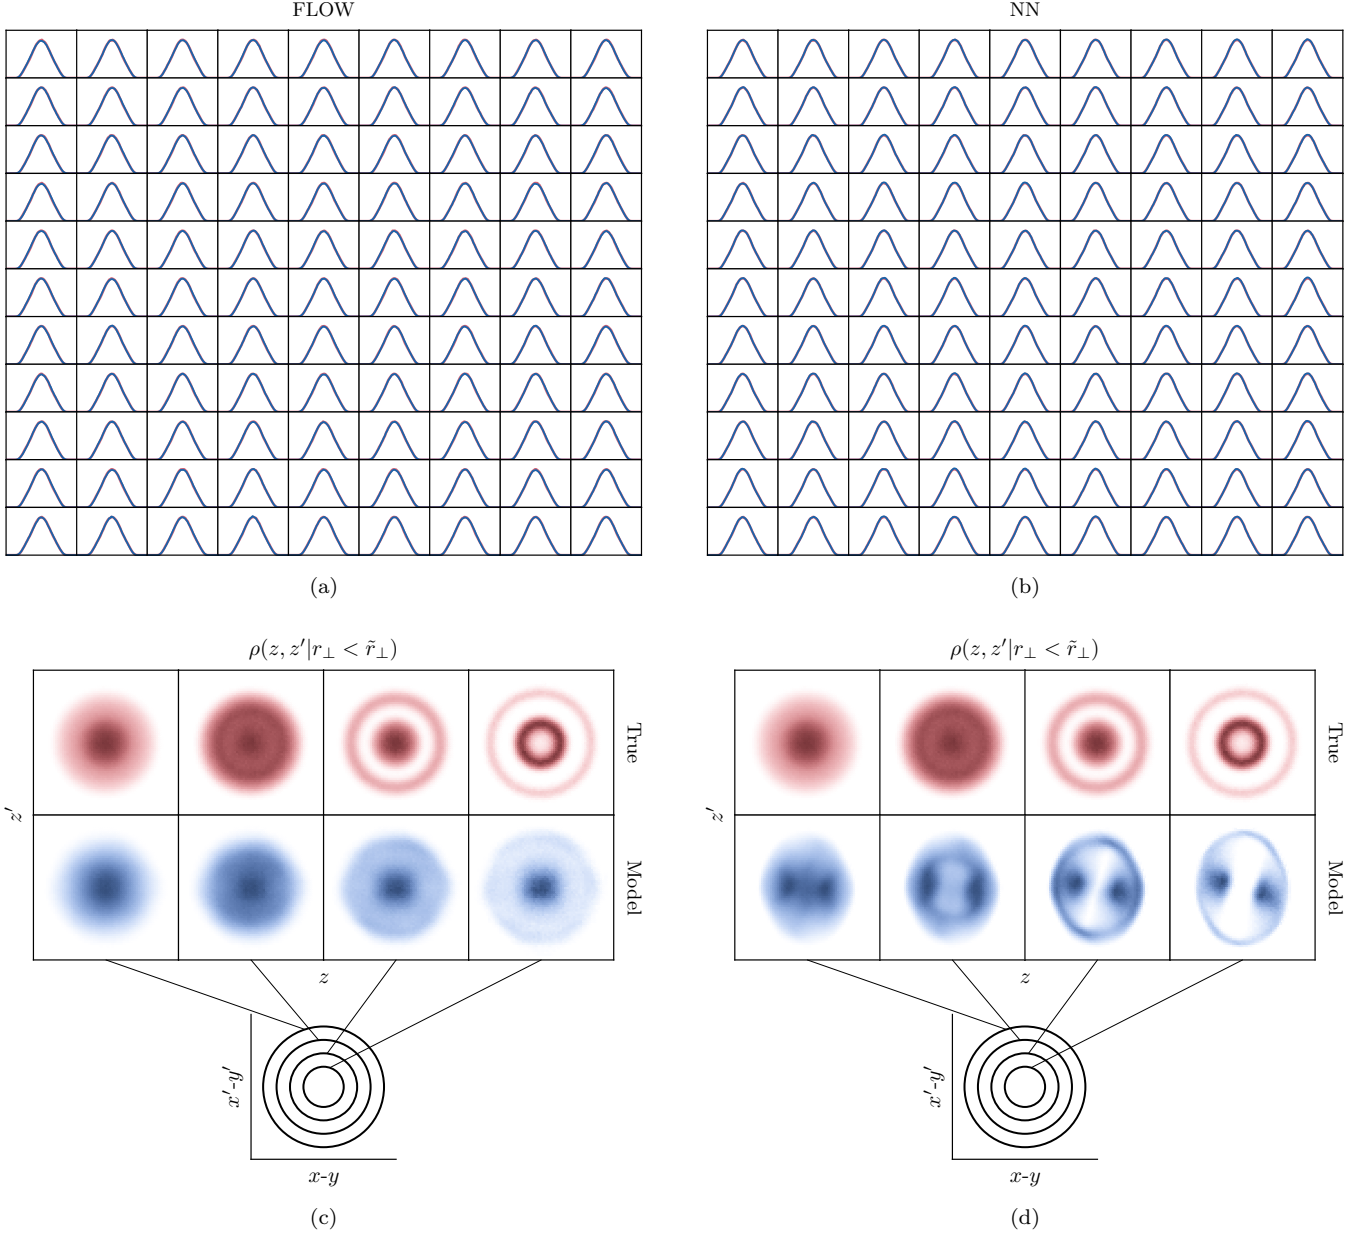 FLOW
NN
(a)
(b)
ρ(z, z′|r⊥ < r̃⊥)
ρ(z, z′|r⊥ < r̃⊥)
True
True
z′
z′
Model
Model
z
z
x′-y′
x′-y′
x-y
x-y
(c)
(d)